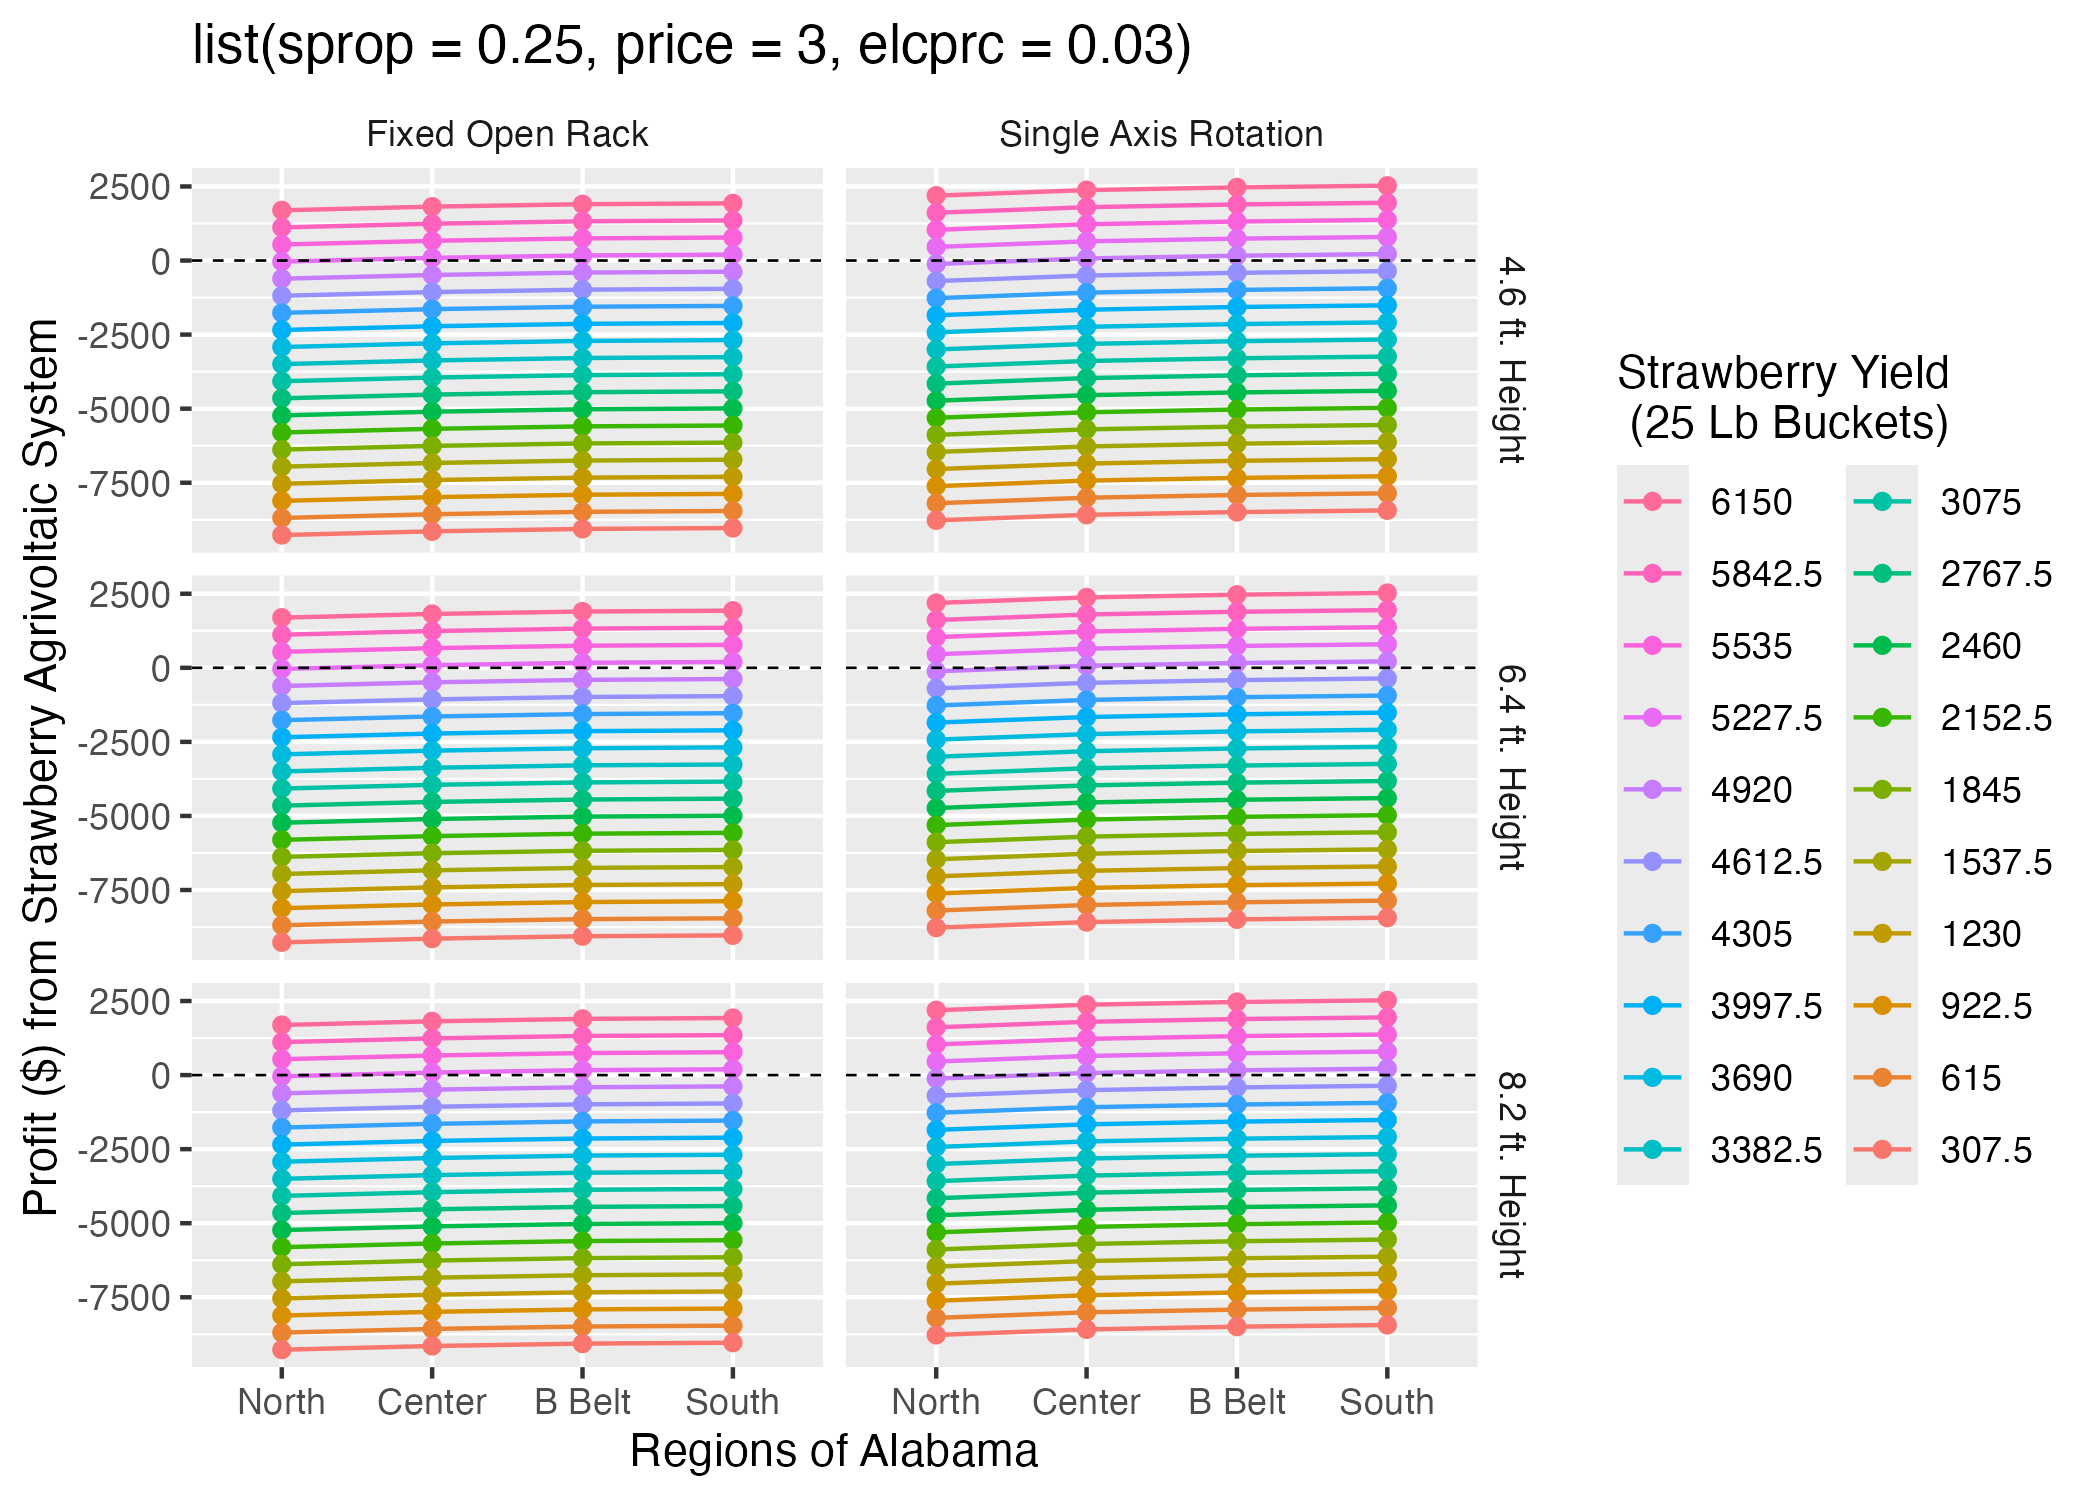 list(sprop = 0.25, price = 3, elcprc = 0.03)
Fixed Open Rack
Single Axis Rotation
Profit ($) from Strawberry Agrivoltaic System
2500
0
-2500
-5000
-7500
4.6 ft. Height
2500
0
-2500
-5000
-7500
6.4 ft. Height
2500
0
-2500
-5000
-7500
8.2 ft. Height
North Center B Belt South
North Center B Belt South
Regions of Alabama
Strawberry Yield
(25 Lb Buckets)
6150
5842.5
5535
5227.5
4920
4612.5
4305
3997.5
3690
3382.5
3075
2767.5
2460
2152.5
1845
1537.5
1230
922.5
615
307.5